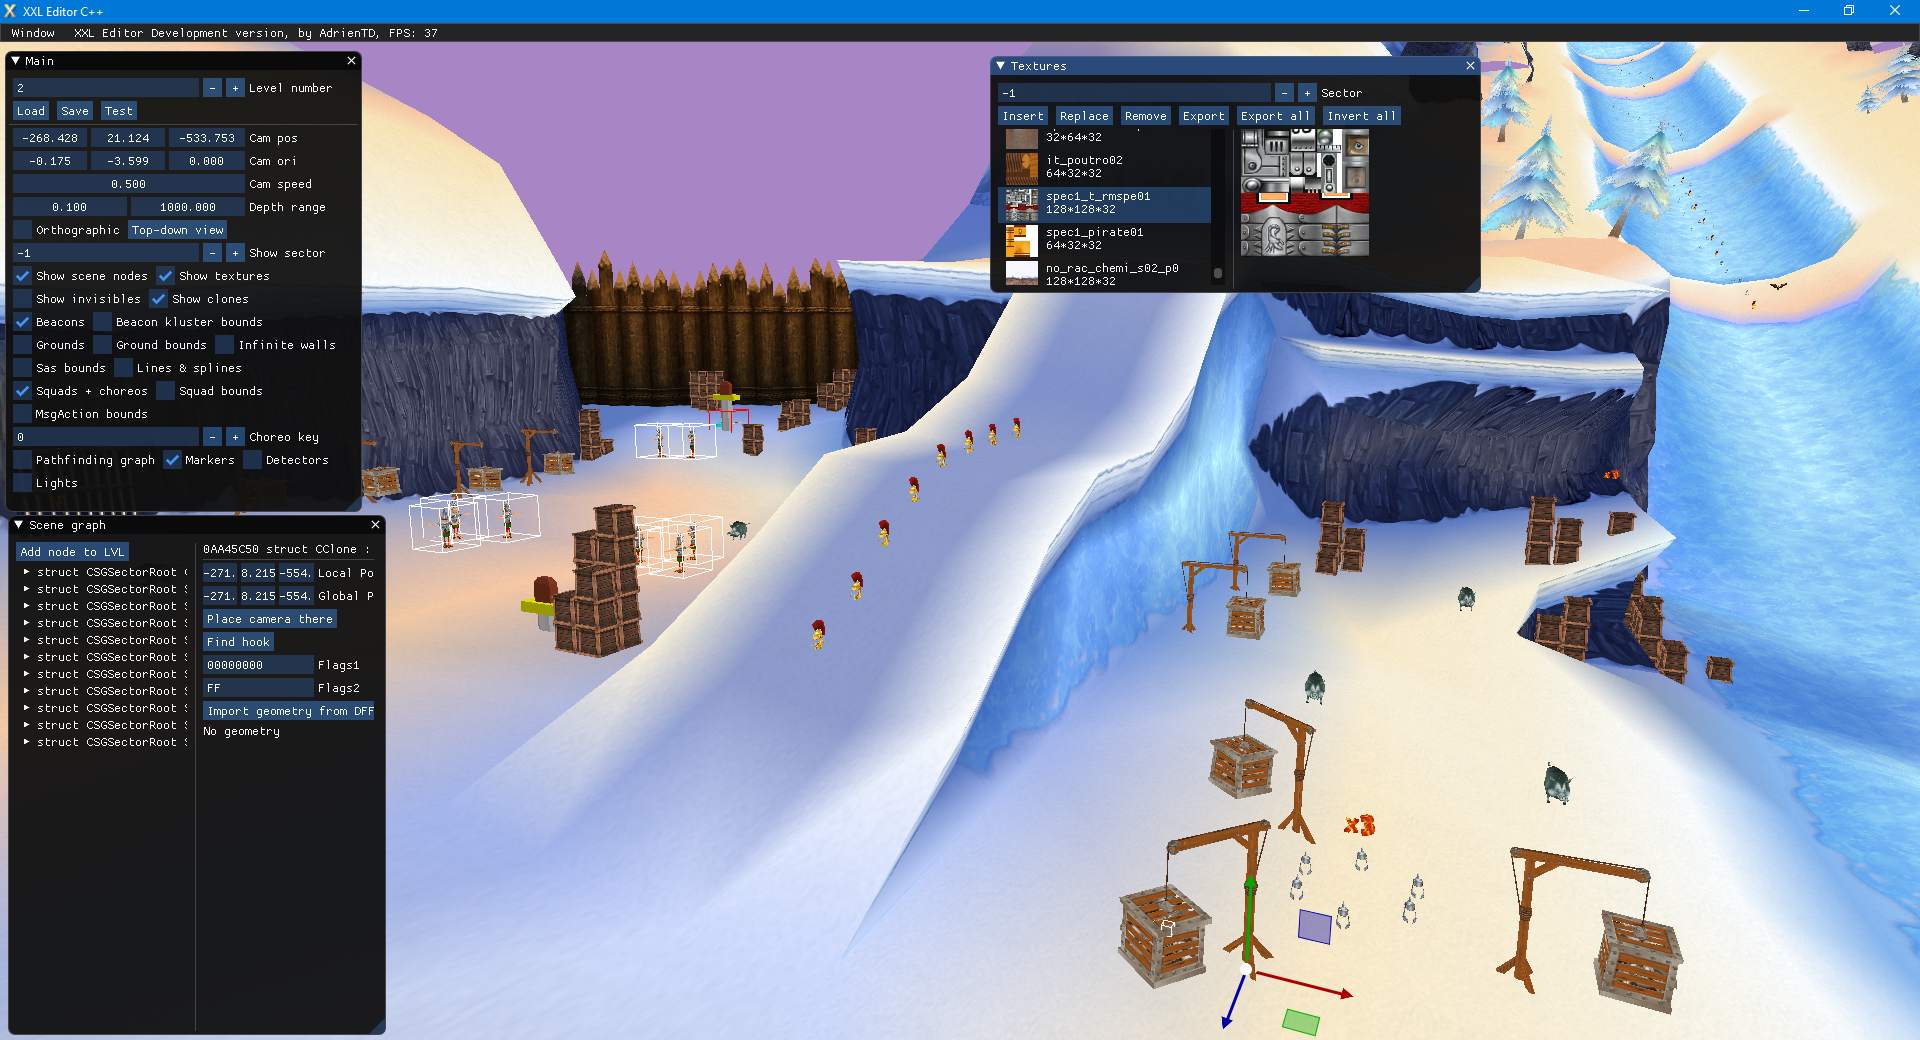 XXL Editor C++
Window XXL Editor Development version, by AdrienTD, FPS: 37
Main
2 - + Level number
Load Save Test
-268.428 21.124 -533.753 Cam pos
-0.175 -3.599 0.000 Cam ori
0.500 Cam speed
0.100 1000.000 Depth range
Orthographic Top-down view
-1 - + Show sector
Show scene nodes Show textures
Show invisibles Show clones
Beacons Beacon kluster bounds
Grounds Ground bounds Infinite walls
Sas bounds Lines & splines
Squads + choreos Squad bounds
MsgAction bounds
0 - + Choreo key
Pathfinding graph Markers Detectors
Lights
Scene graph
Add node to LVL
struct CSGSectorRoot
struct CSGSectorRoot
struct CSGSectorRoot
struct CSGSectorRoot
struct CSGSectorRoot
struct CSGSectorRoot
struct CSGSectorRoot
struct CSGSectorRoot
struct CSGSectorRoot
struct CSGSectorRoot
struct CSGSectorRoot
0AA45C50 struct CClone :
-271. 8.215 -554. Local Po
-271. 8.215 -554. Global P
Place camera there
Find hook
00000000 Flags1
FF Flags2
Import geometry from DFF
No geometry
Textures
-1 - + Sector
Insert Replace Remove Export Export all Invert all
32*64*32
it_poutro02
64*32*32
spec1_t_rmspe01
128*128*32
spec1_pirate01
64*32*32
no_rac_chemi_s02_p0
128*128*32
x3